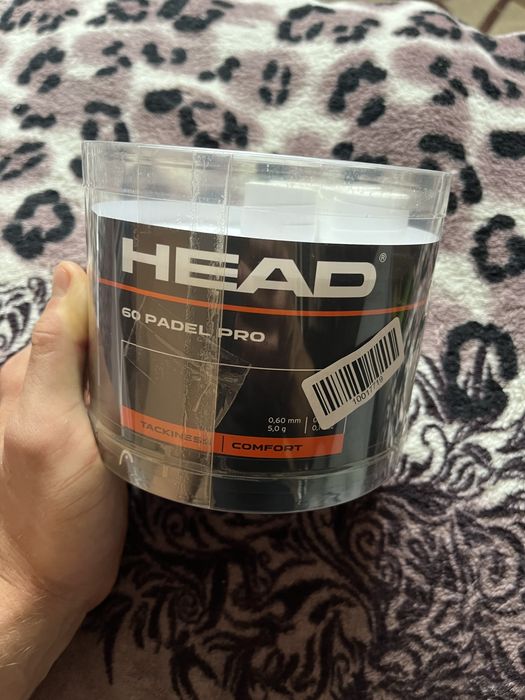 HEAD®
60 PADEL PRO
0,60 mm
5,0 g
TACKINESS | COMFORT